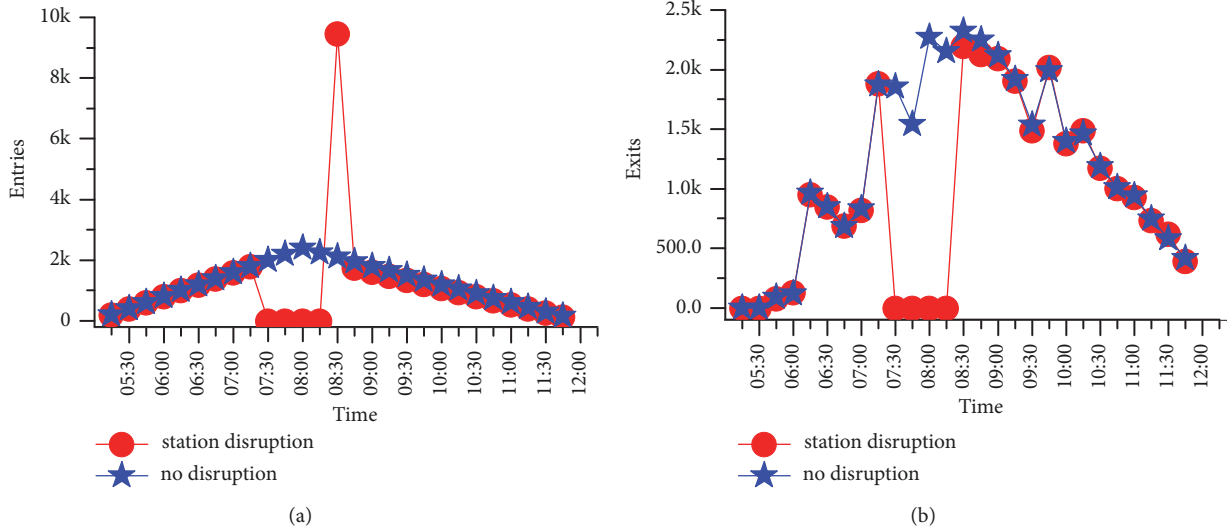 10k
8k
6k
4k
2k
0
Entries
05:30
06:00
06:30
07:00
07:30
08:00
08:30
09:00
09:30
10:00
10:30
11:00
11:30
12:00
Time
station disruption
no disruption
(a)
2.5k
2.0k
1.5k
1.0k
500.0
0.0
Exits
05:30
06:00
06:30
07:00
07:30
08:00
08:30
09:00
09:30
10:00
10:30
11:00
11:30
12:00
Time
station disruption
no disruption
(b)